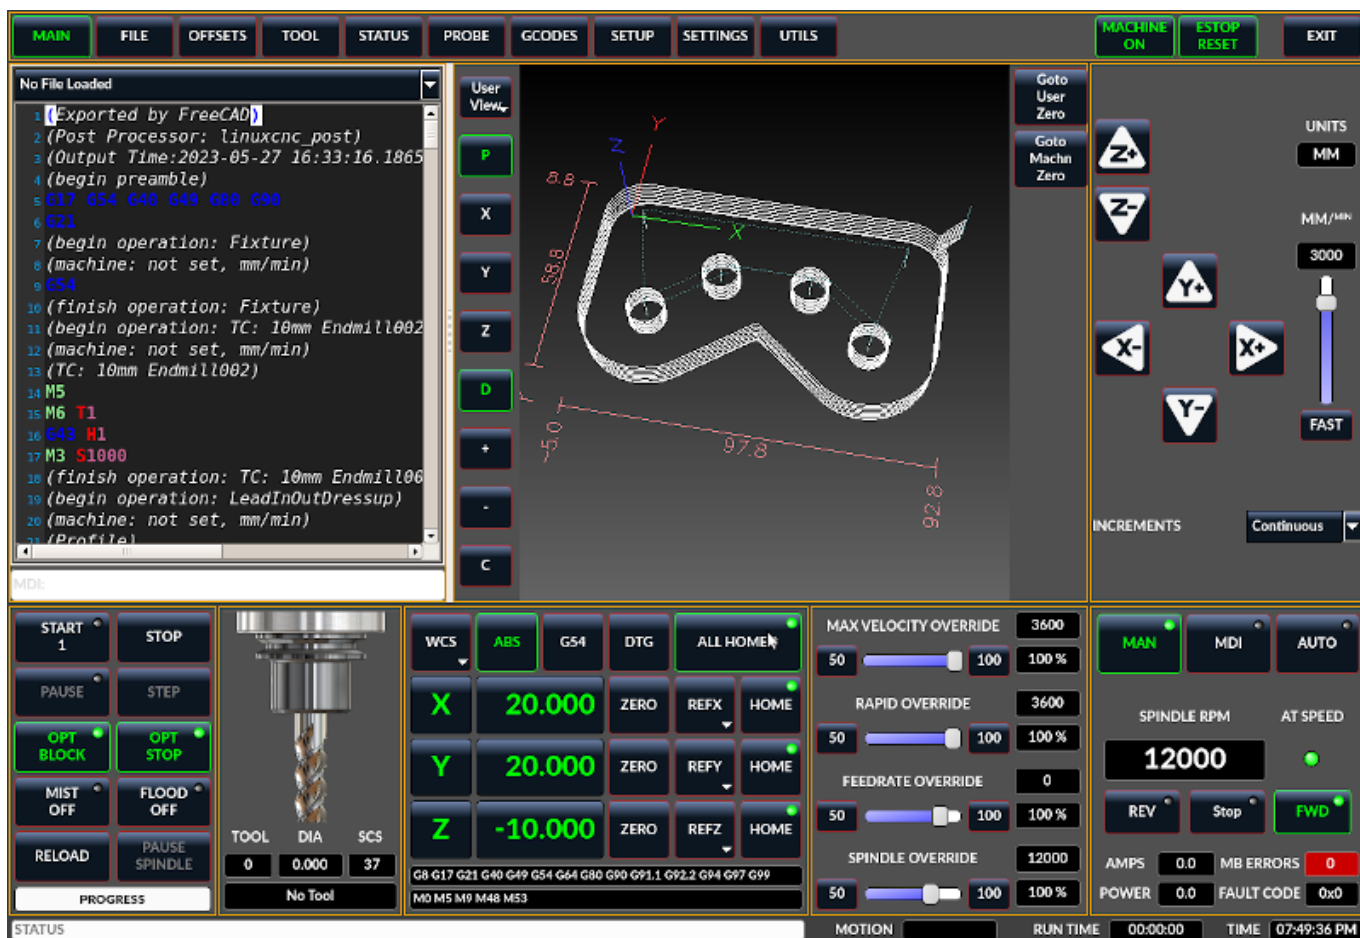 MAIN
FILE
OFFSETS
TOOL
STATUS
PROBE
GCODES
SETUP
SETTINGS
UTILS
MACHINE
ON
ESTOP
RESET
EXIT
No File Loaded
1 (Exported by FreeCAD)
2 (Post Processor: linuxcnc_post)
3 (Output Time:2023-05-27 16:33:16.1865
4 (begin preamble)
5 G17 G54 G40 G49 G80 G90
6 G21
7 (begin operation: Fixture)
8 (machine: not set, mm/min)
9 G54
10 (finish operation: Fixture)
11 (begin operation: TC: 10mm Endmill002
12 (machine: not set, mm/min)
13 (TC: 10mm Endmill002)
14 M5
15 M6 T1
16 G43 H1
17 M3 S1000
18 (finish operation: TC: 10mm Endmill00
19 (begin operation: LeadInOutDressup)
20 (machine: not set, mm/min)
21 (Profile)
MDI:
User
View
P
X
Y
Z
D
+
-
C
Y
Z
X
8.8
58.8
-5.0
97.8
92.8
Goto
User
Zero
Goto
Machn
Zero
Z+
Z-
Y+
X-
X+
Y-
UNITS
MM
MM/MIN
3000
FAST
INCREMENTS
Continuous
START
1
STOP
PAUSE
STEP
OPT
BLOCK
OPT
STOP
MIST
OFF
FLOOD
OFF
RELOAD
PAUSE
SPINDLE
PROGRESS
TOOL DIA SCS
0 0.000 37
No Tool
WCS
ABS
G54
DTG
ALL HOMED
X 20.000 ZERO REFX HOME
Y 20.000 ZERO REFY HOME
Z -10.000 ZERO REFZ HOME
G8 G17 G21 G40 G49 G54 G64 G80 G90 G91.1 G92.2 G94 G97 G99
M0 M5 M9 M48 M53
MAX VELOCITY OVERRIDE 3600
50 100 100 %
RAPID OVERRIDE 3600
50 100 100 %
FEEDRATE OVERRIDE 0
50 100 100 %
SPINDLE OVERRIDE 12000
50 100 100 %
MAN
MDI
AUTO
SPINDLE RPM AT SPEED
12000
REV
Stop
FWD
AMPS 0.0 MB ERRORS 0
POWER 0.0 FAULT CODE 0x0
STATUS
MOTION
RUN TIME 00:00:00
TIME 07:49:36 PM